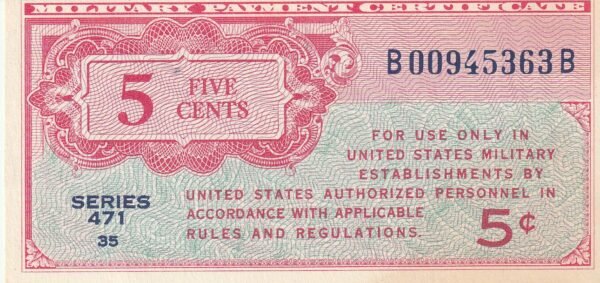 MILITARY PAYMENT CERTIFICATE
B00945363B
5 FIVE
CENTS
FOR USE ONLY IN
UNITED STATES MILITARY
ESTABLISHMENTS BY
UNITED STATES AUTHORIZED PERSONNEL IN
ACCORDANCE WITH APPLICABLE
RULES AND REGULATIONS.
SERIES
471
35
5¢